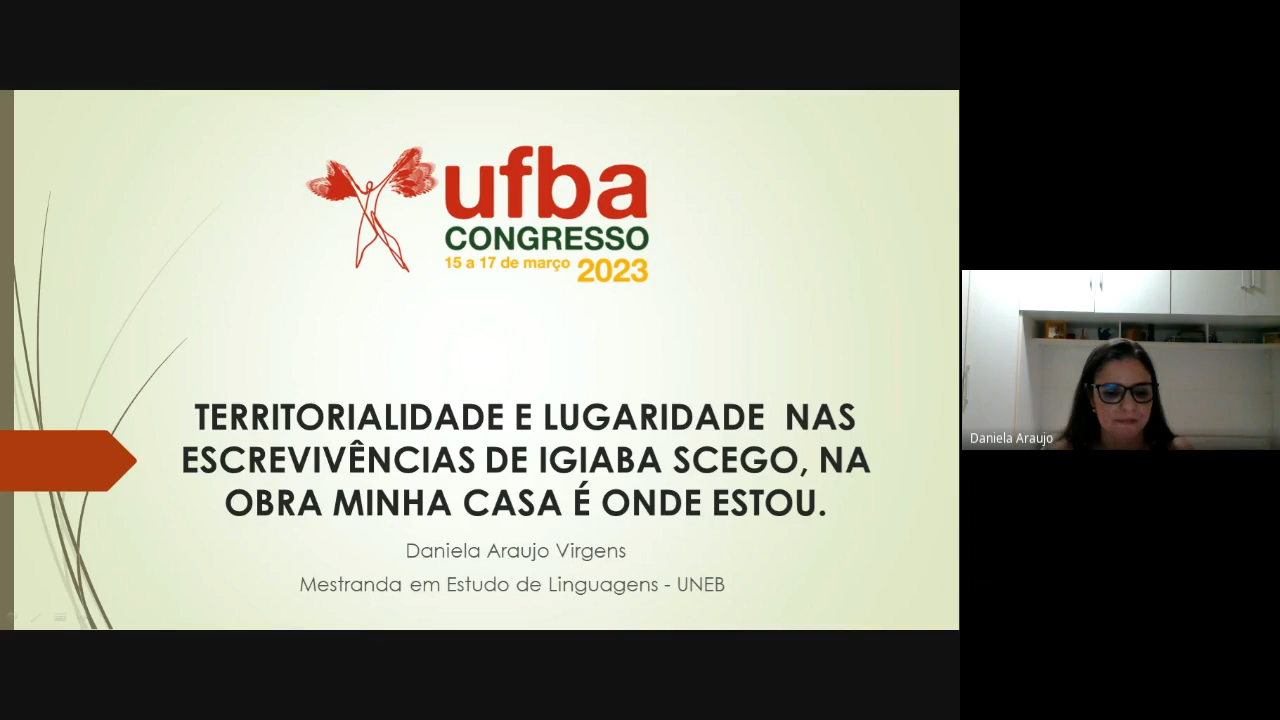 ufba
CONGRESSO
15 a 17 de março 2023
TERRITORIALIDADE E LUGARIDADE NAS
ESCREVIVÊNCIAS DE IGIABA SCEGO, NA
OBRA MINHA CASA É ONDE ESTOU.
Daniela Araujo Virgens
Mestranda em Estudo de Linguagens - UNEB
Daniela Araujo